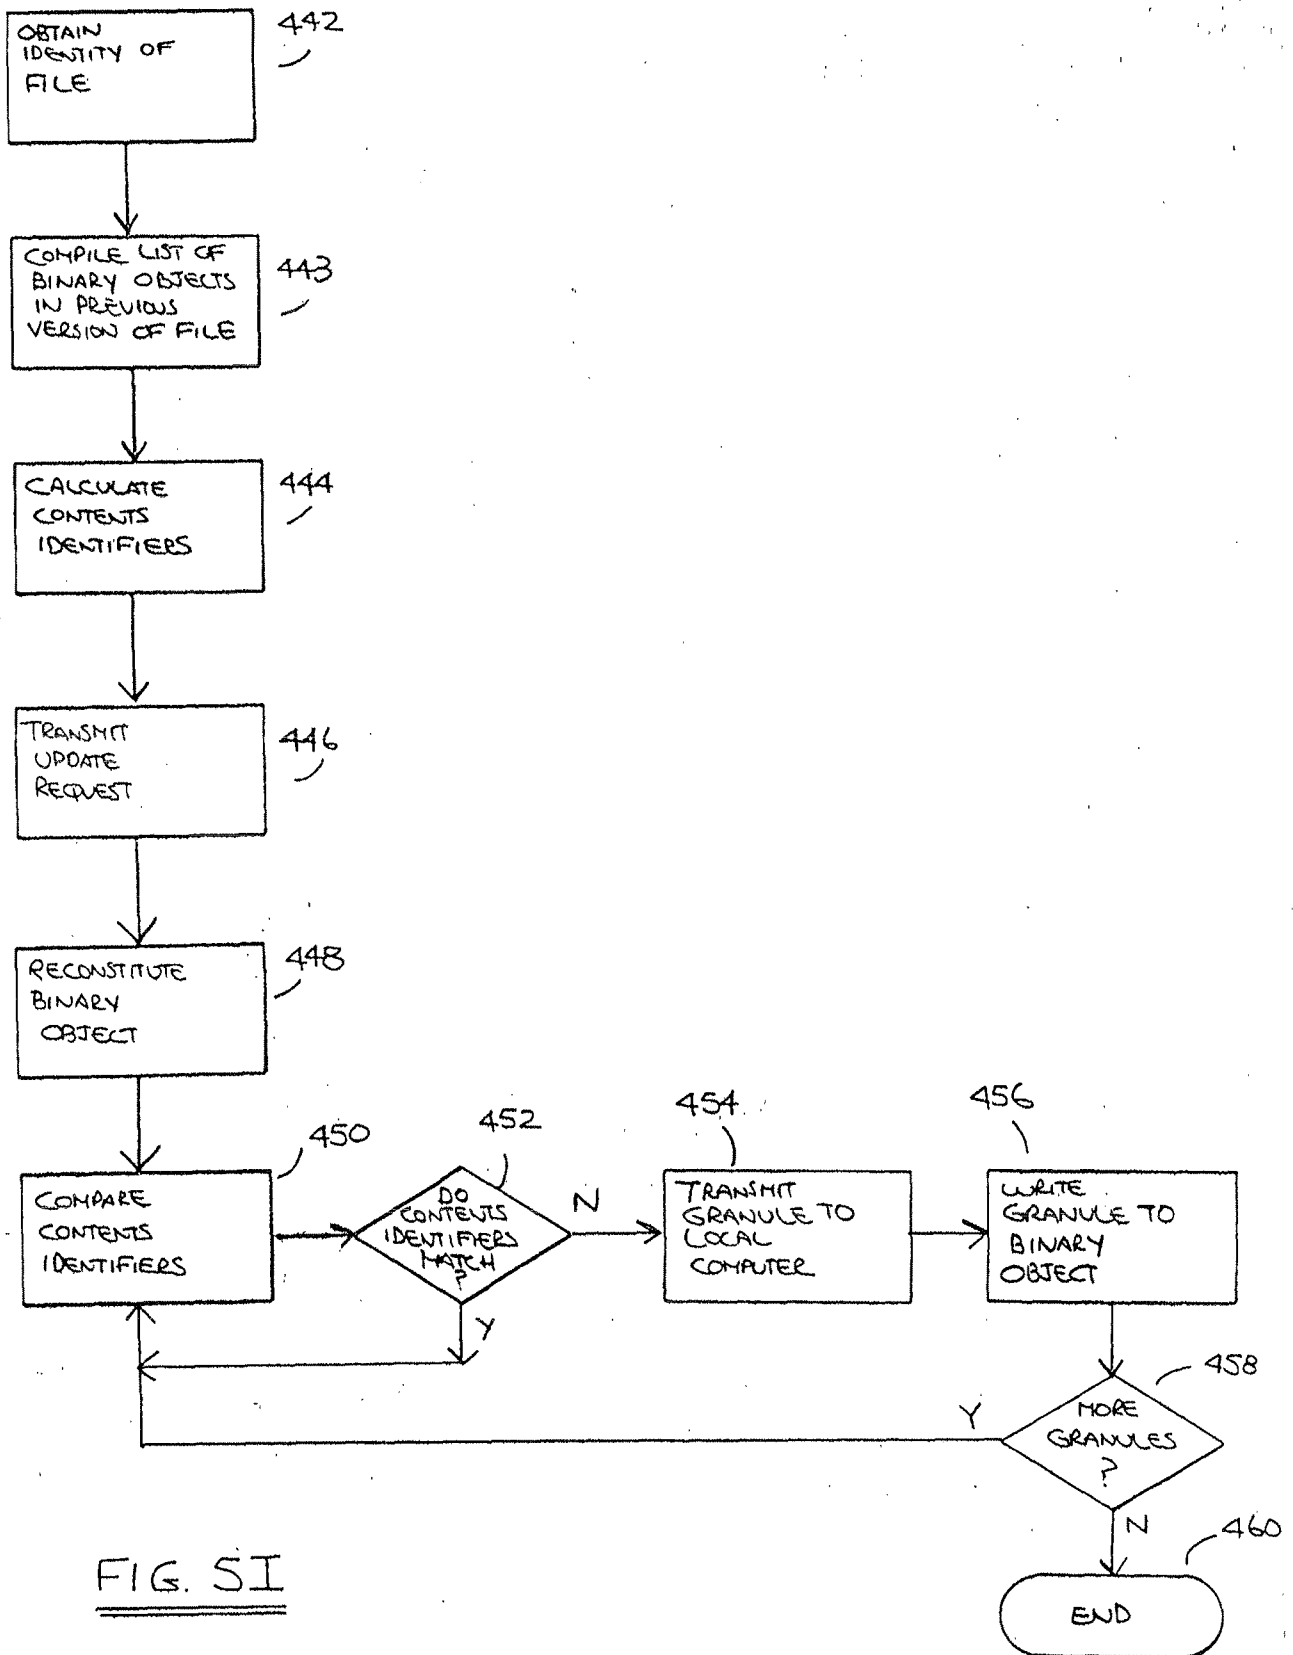 OBTAIN
IDENTITY OF
FILE
442
COMPILE LIST OF
BINARY OBJECTS
IN PREVIOUS
VERSION OF FILE
443
CALCULATE
CONTENTS
IDENTIFIERS
444
TRANSMIT
UPDATE
REQUEST
446
RECONSTITUTE
BINARY
OBJECT
448
COMPARE
CONTENTS
IDENTIFIERS
450
DO
CONTENTS
IDENTIFIERS
MATCH
?
452
N
Y
TRANSMIT
GRANULE TO
LOCAL
COMPUTER
454
WRITE
GRANULE TO
BINARY
OBJECT
456
MORE
GRANULES
?
458
Y
N
END
460
FIG. 5I